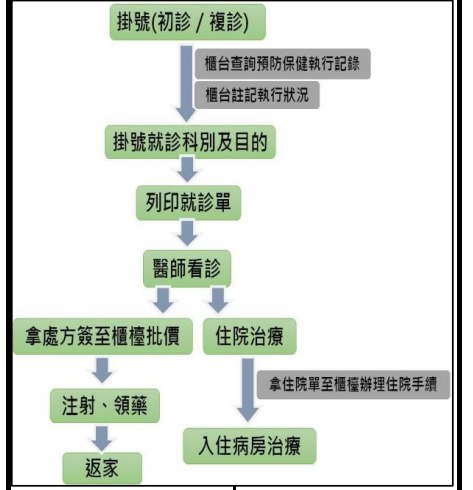 掛號(初診 / 複診)
櫃台查詢預防保健執行記錄
櫃台註記執行狀況
掛號就診科別及目的
列印就診單
醫師看診
拿處方簽至櫃檯批價
住院治療
拿住院單至櫃檯辦理住院手續
注射、領藥
入住病房治療
返家